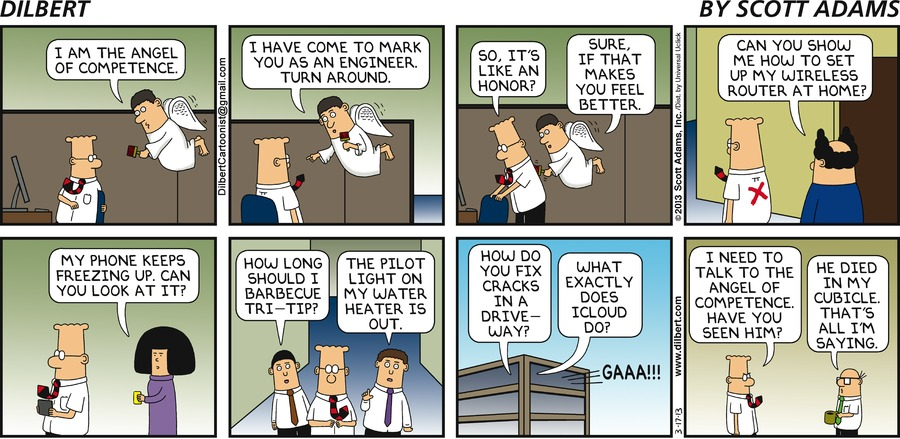 DILBERT
BY SCOTT ADAMS
I AM THE ANGEL
OF COMPETENCE.
DilbertCartoonist@gmail.com
I HAVE COME TO MARK
YOU AS AN ENGINEER.
TURN AROUND.
SO, IT'S
LIKE AN
HONOR?
SURE,
IF THAT
MAKES
YOU FEEL
BETTER.
© 2013 Scott Adams, Inc. /Dist. by Universal Uclick
CAN YOU SHOW
ME HOW TO SET
UP MY WIRELESS
ROUTER AT HOME?
MY PHONE KEEPS
FREEZING UP. CAN
YOU LOOK AT IT?
HOW LONG
SHOULD I
BARBECUE
TRI-TIP?
THE PILOT
LIGHT ON
MY WATER
HEATER IS
OUT.
HOW DO
YOU FIX
CRACKS
IN A
DRIVE-
WAY?
WHAT
EXACTLY
DOES
ICLOUD
DO?
GAAA!!!
3-17-13
www.dilbert.com
I NEED TO
TALK TO THE
ANGEL OF
COMPETENCE.
HAVE YOU
SEEN HIM?
HE DIED
IN MY
CUBICLE.
THAT'S
ALL I'M
SAYING.